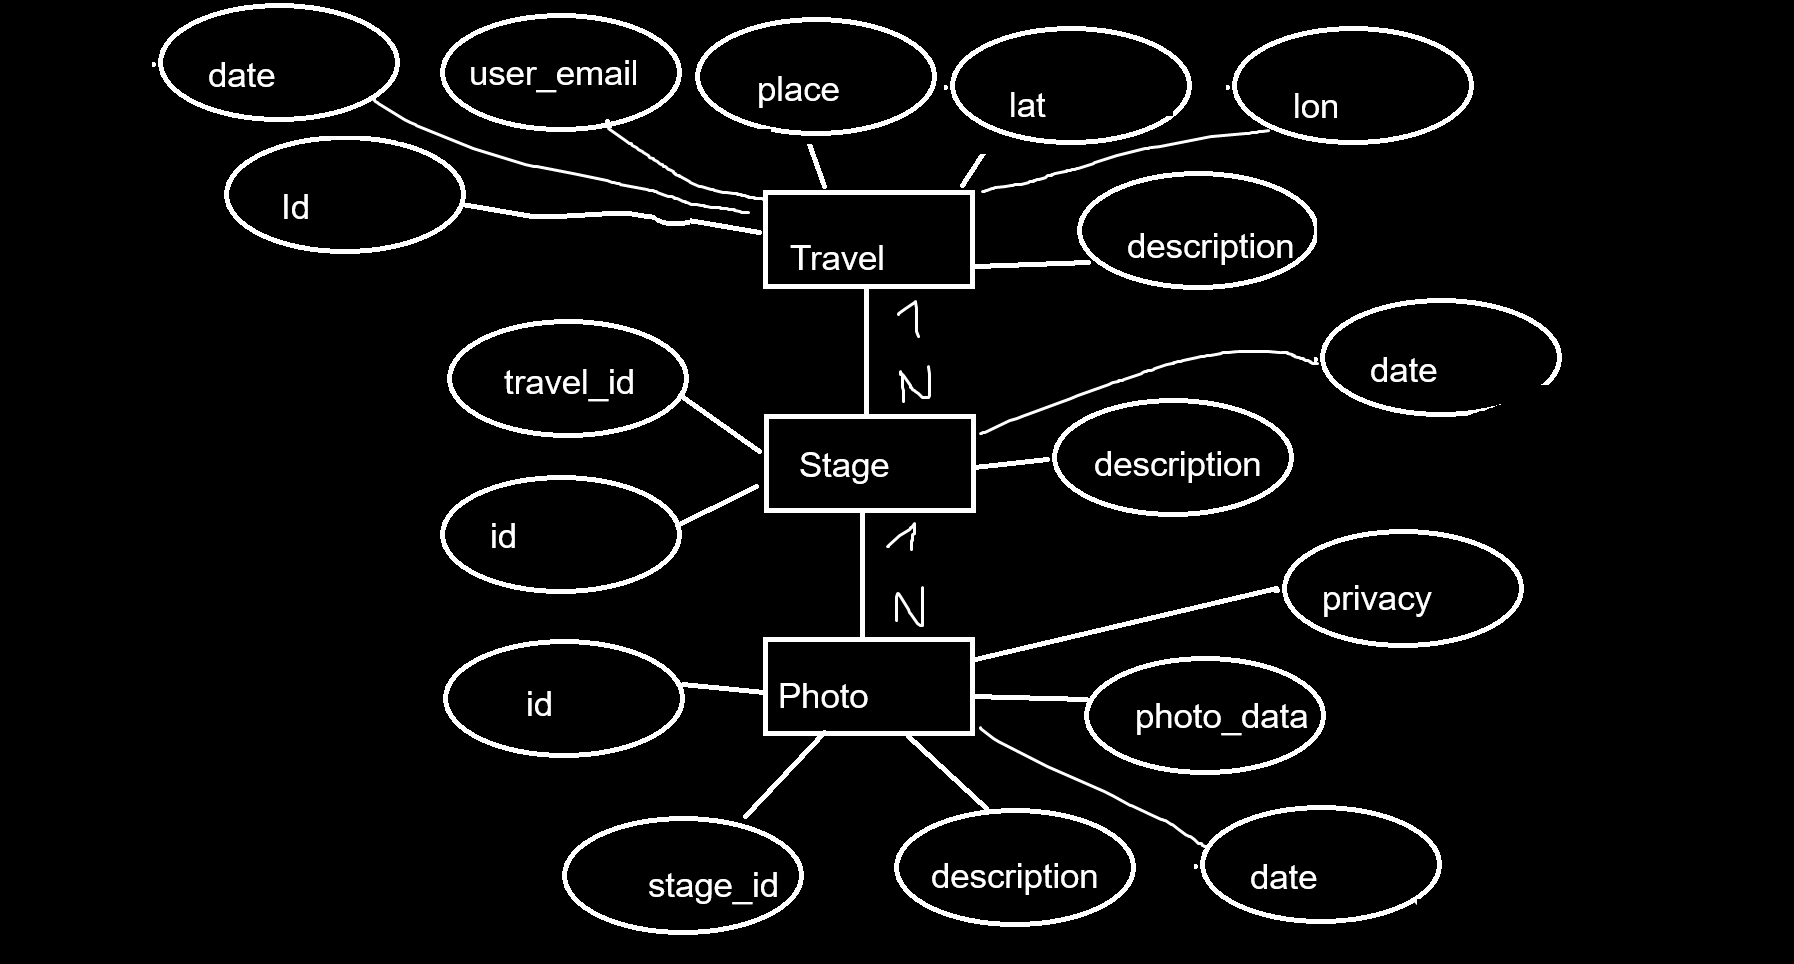 date
user_email
place
lat
lon
Id
Travel
description
1
N
travel_id
date
Stage
description
id
1
N
privacy
id
Photo
photo_data
stage_id
description
date